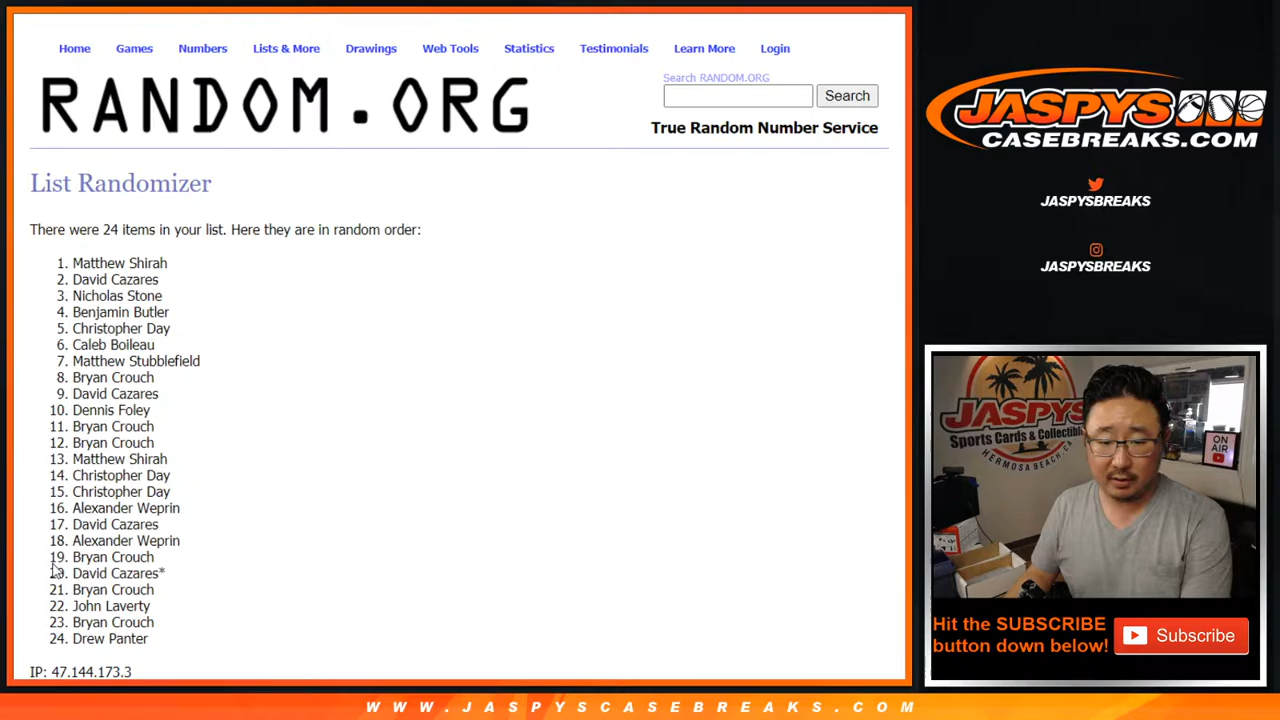 Home Games Numbers Lists & More Drawings Web Tools Statistics Testimonials Learn More Login
RANDOM.ORG
Search RANDOM.ORG
Search
True Random Number Service
List Randomizer
There were 24 items in your list. Here they are in random order:
1. Matthew Shirah
2. David Cazares
3. Nicholas Stone
4. Benjamin Butler
5. Christopher Day
6. Caleb Boileau
7. Matthew Stubblefield
8. Bryan Crouch
9. David Cazares
10. Dennis Foley
11. Bryan Crouch
12. Bryan Crouch
13. Matthew Shirah
14. Christopher Day
15. Christopher Day
16. Alexander Weprin
17. David Cazares
18. Alexander Weprin
19. Bryan Crouch
20. David Cazares*
21. Bryan Crouch
22. John Laverty
23. Bryan Crouch
24. Drew Panter
IP: 47.144.173.3
JASPYS
CASEBREAKS.COM
JASPYSBREAKS
JASPYSBREAKS
JASPYS
Sports Cards & Collectibl
HERMOSA BEACH, CA
ON
AIR
Hit the SUBSCRIBE
button down below!
Subscribe
WWW.JASPYSCASEBREAKS.COM